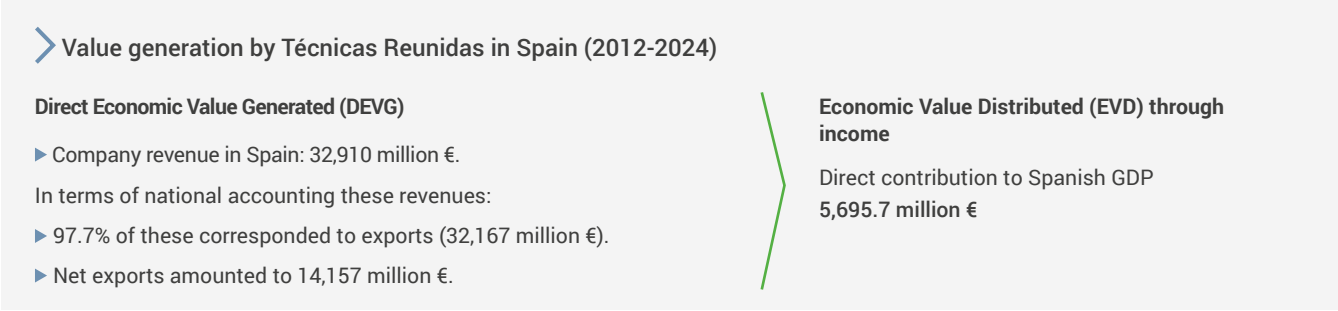 Value generation by Técnicas Reunidas in Spain (2012-2024)
Direct Economic Value Generated (DEVG)
Company revenue in Spain: 32,910 million €.
In terms of national accounting these revenues:
97.7% of these corresponded to exports (32,167 million €).
Net exports amounted to 14,157 million €.
Economic Value Distributed (EVD) through
income
Direct contribution to Spanish GDP
5,695.7 million €